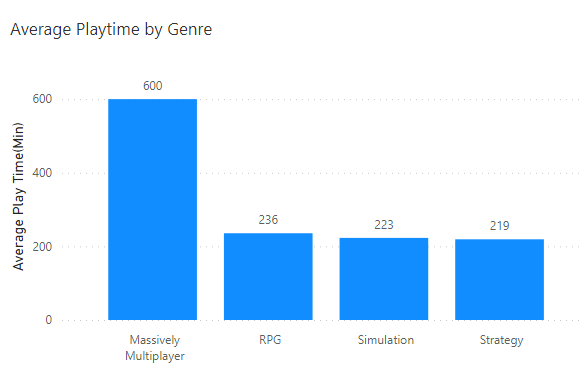 Average Playtime by Genre
Average Play Time(Min)
600
400
200
0
600
236
223
219
Massively
Multiplayer
RPG
Simulation
Strategy